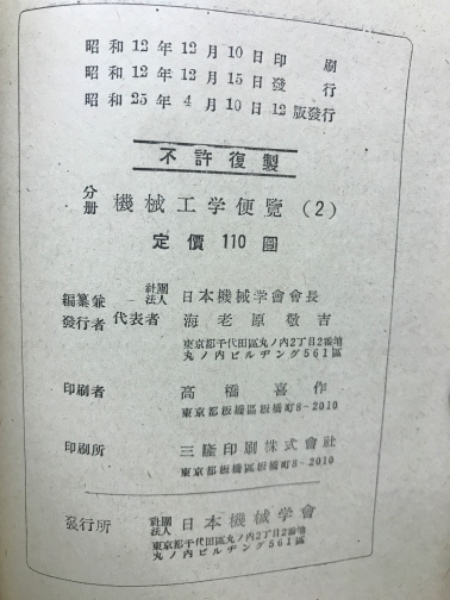 昭和12年12月10日印刷
昭和12年12月15日發行
昭和25年4月10日12版發行
不許復製
分册 機械工学便覽 (2)
定價 110 圓
編纂兼發行者 社團法人 日本機械学會會長
代表者 海老原敬吉
東京都千代田區丸ノ内2丁目2番地
丸ノ内ビルヂング561區
印刷者 高橋喜作
東京都板橋區板橋町8-2010
印刷所 三隆印刷株式會社
東京都板橋區板橋町8-2010
發行所 社團法人 日本機械学會
東京都千代田區丸ノ内2丁目2番地
丸ノ内ビルヂング561區